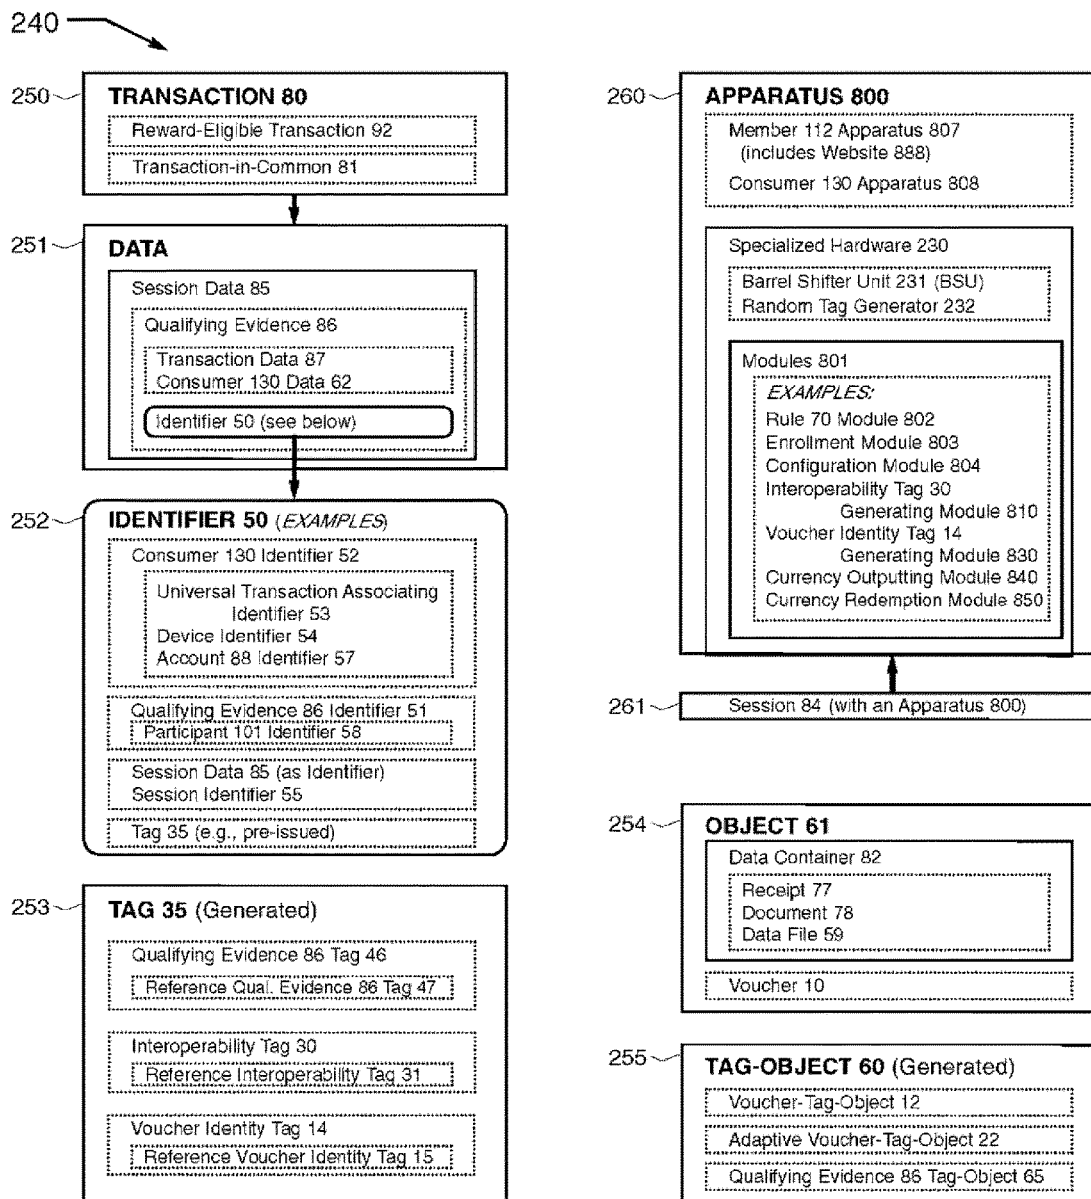 240
250
TRANSACTION 80
Reward-Eligible Transaction 92
Transaction-in-Common 81
251
DATA
Session Data 85
Qualifying Evidence 86
Transaction Data 87
Consumer 130 Data 62
Identifier 50 (see below)
252
IDENTIFIER 50 (EXAMPLES)
Consumer 130 Identifier 52
Universal Transaction Associating
Identifier 53
Device Identifier 54
Account 88 Identifier 57
Qualifying Evidence 86 Identifier 51
Participant 101 Identifier 58
Session Data 85 (as Identifier)
Session Identifier 55
Tag 35 (e.g., pre-issued)
253
TAG 35 (Generated)
Qualifying Evidence 86 Tag 46
Reference Qual. Evidence 86 Tag 47
Interoperability Tag 30
Reference Interoperability Tag 31
Voucher Identity Tag 14
Reference Voucher Identity Tag 15
260
APPARATUS 800
Member 112 Apparatus 807
(includes Website 888)
Consumer 130 Apparatus 808
Specialized Hardware 230
Barrel Shifter Unit 231 (BSU)
Random Tag Generator 232
Modules 801
EXAMPLES:
Rule 70 Module 802
Enrollment Module 803
Configuration Module 804
Interoperability Tag 30
Generating Module 810
Voucher Identity Tag 14
Generating Module 830
Currency Outputting Module 840
Currency Redemption Module 850
261
Session 84 (with an Apparatus 800)
254
OBJECT 61
Data Container 82
Receipt 77
Document 78
Data File 59
Voucher 10
255
TAG-OBJECT 60 (Generated)
Voucher-Tag-Object 12
Adaptive Voucher-Tag-Object 22
Qualifying Evidence 86 Tag-Object 65